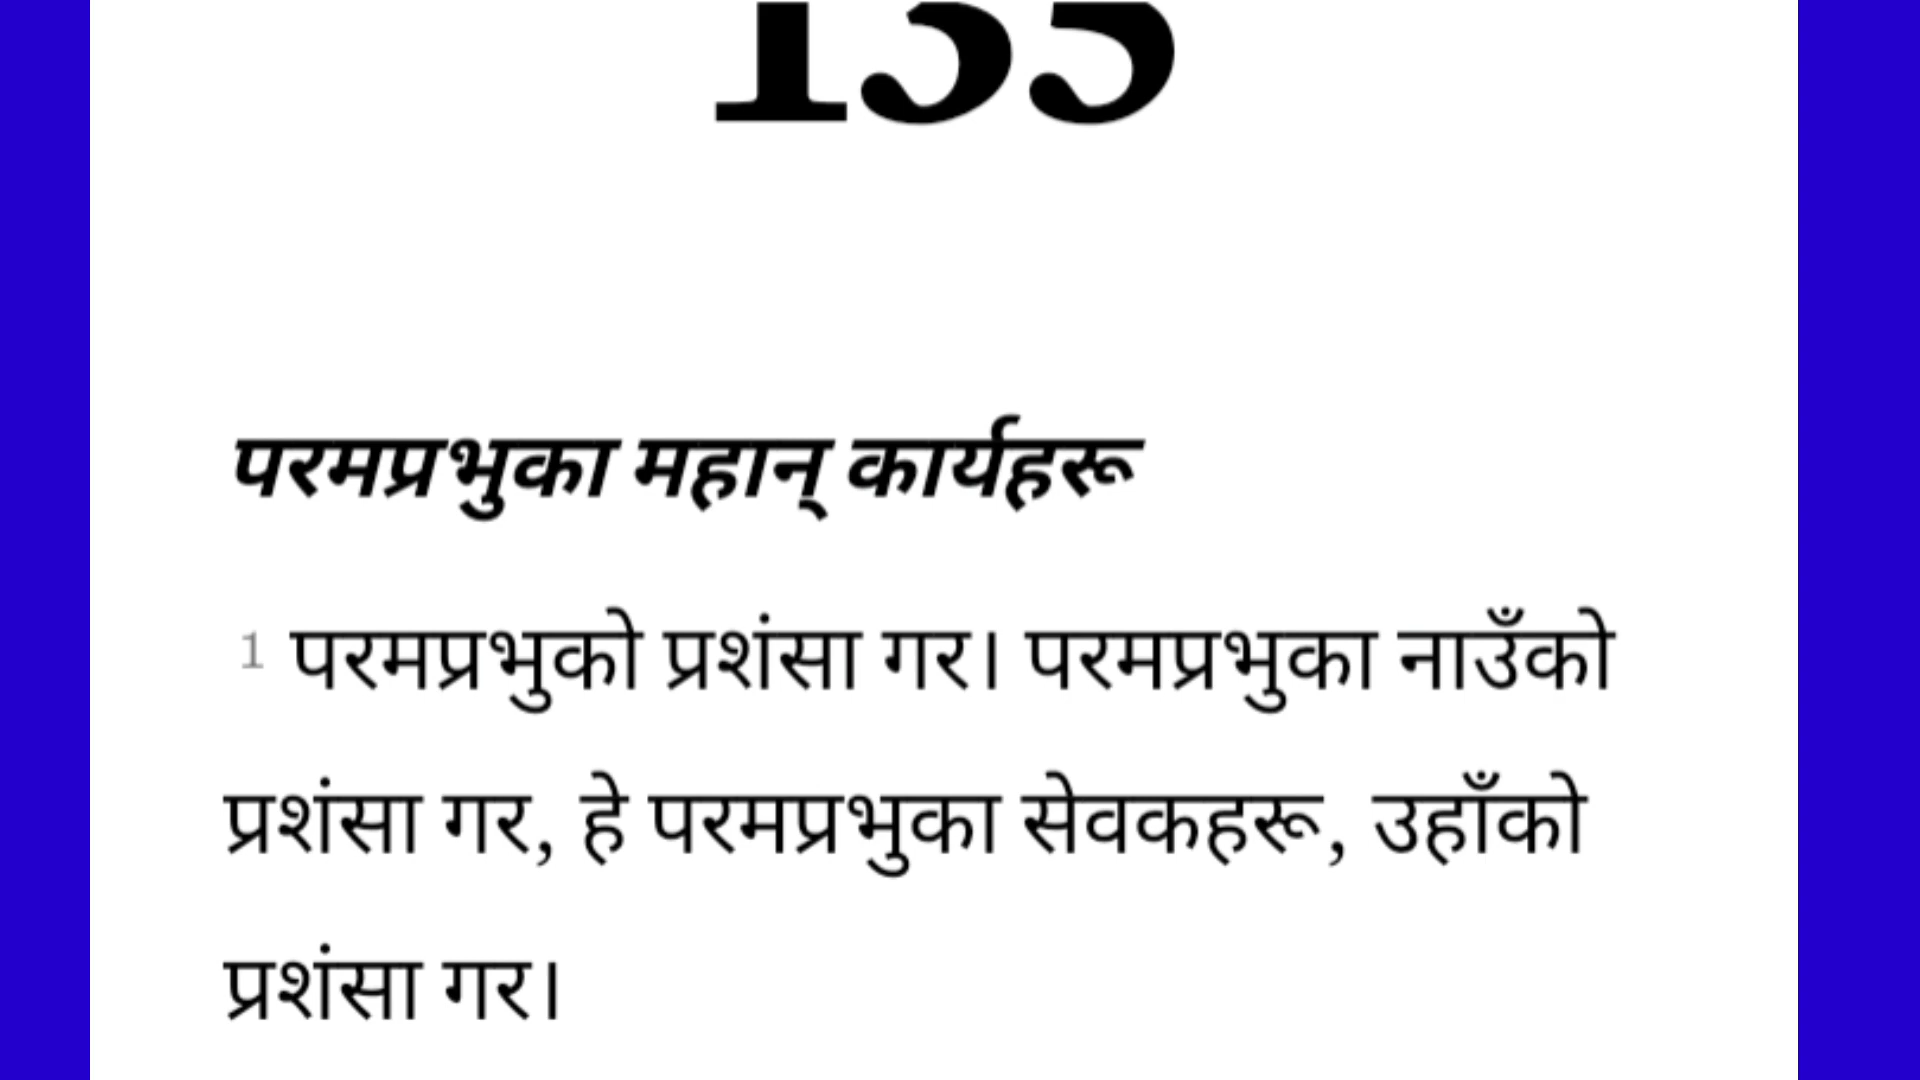 135
परमप्रभुका महान् कार्यहरू
1 परमप्रभुको प्रशंसा गर। परमप्रभुका नाउँको
प्रशंसा गर, हे परमप्रभुका सेवकहरू, उहाँको
प्रशंसा गर।